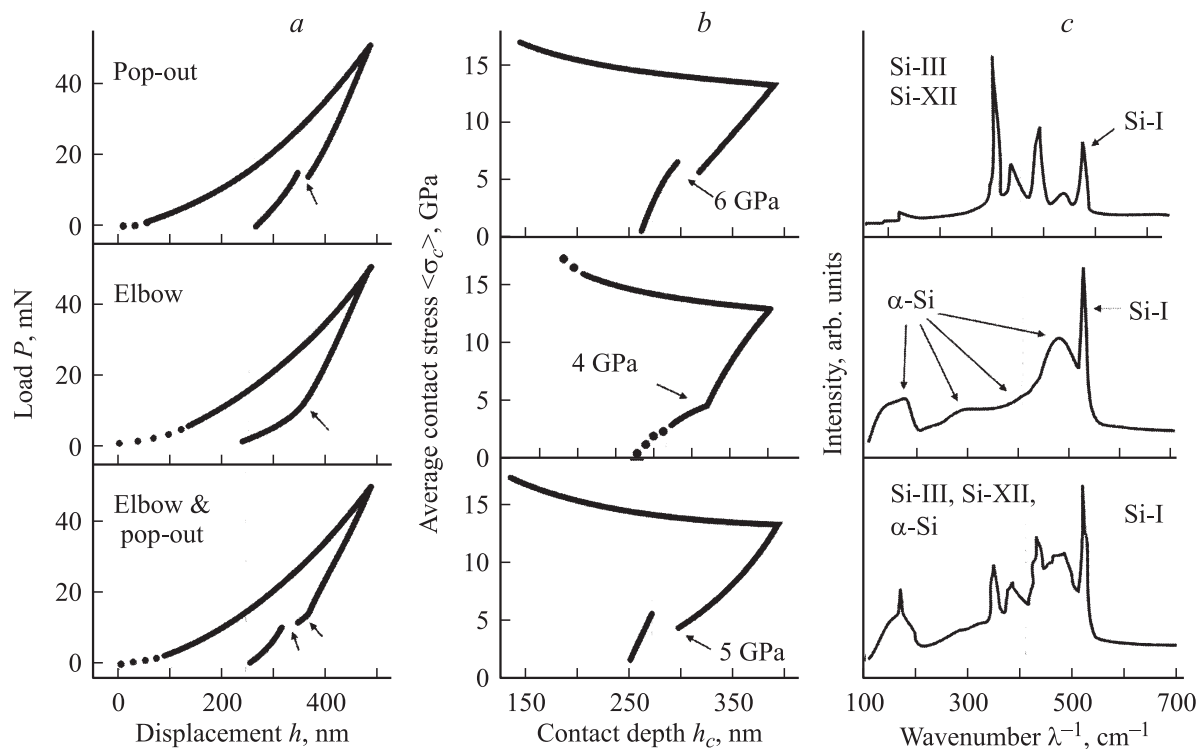 a
b
c
Load P, mN
Average contact stress <σc>, GPa
Intensity, arb. units
Pop-out
40
20
0
15
10
5
0
6 GPa
Si-III
Si-XII
Si-I
Elbow
40
20
0
15
10
5
0
4 GPa
α-Si
Si-I
Elbow &
pop-out
40
20
0
15
10
5
0
5 GPa
Si-III, Si-XII,
α-Si
Si-I
0 200 400
150 250 350
100 300 500 700
Displacement h, nm
Contact depth hc, nm
Wavenumber λ⁻¹, cm⁻¹